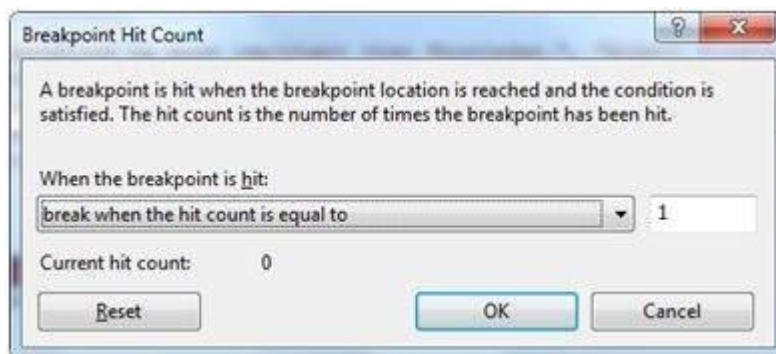 Breakpoint Hit Count
A breakpoint is hit when the breakpoint location is reached and the condition is
satisfied. The hit count is the number of times the breakpoint has been hit.
When the breakpoint is hit:
break when the hit count is equal to 1
Current hit count: 0
Reset OK Cancel